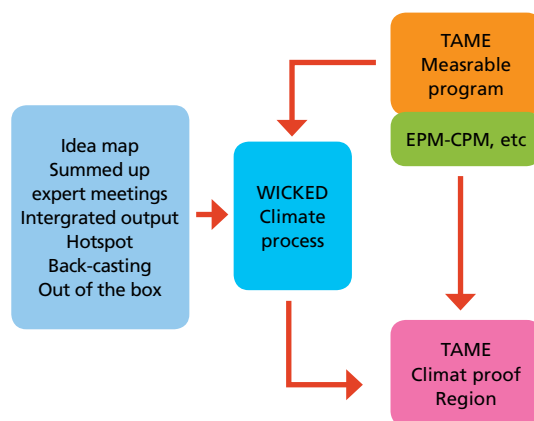 TAME
Measrable
program
EPM-CPM, etc
Idea map
Summed up
expert meetings
Intergrated output
Hotspot
Back-casting
Out of the box
WICKED
Climate
process
TAME
Climat proof
Region